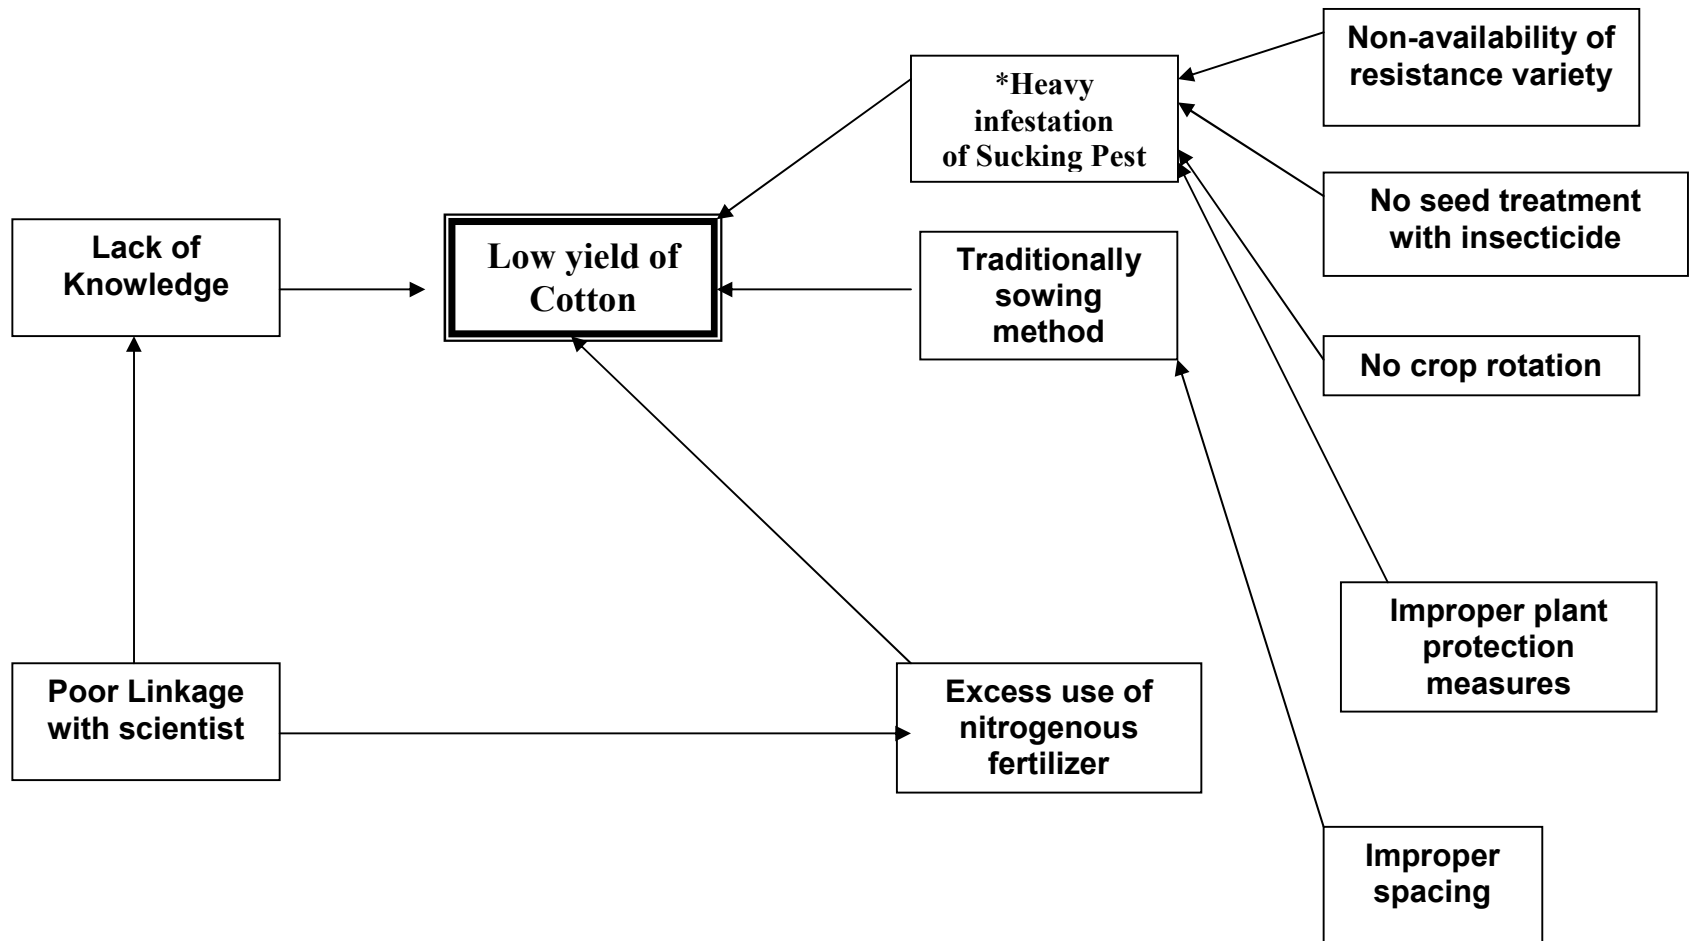 Non-availability of
resistance variety
*Heavy
infestation
of Sucking Pest
No seed treatment
with insecticide
Lack of
Knowledge
Low yield of
Cotton
Traditionally
sowing
method
No crop rotation
Improper plant
protection
measures
Poor Linkage
with scientist
Excess use of
nitrogenous
fertilizer
Improper
spacing